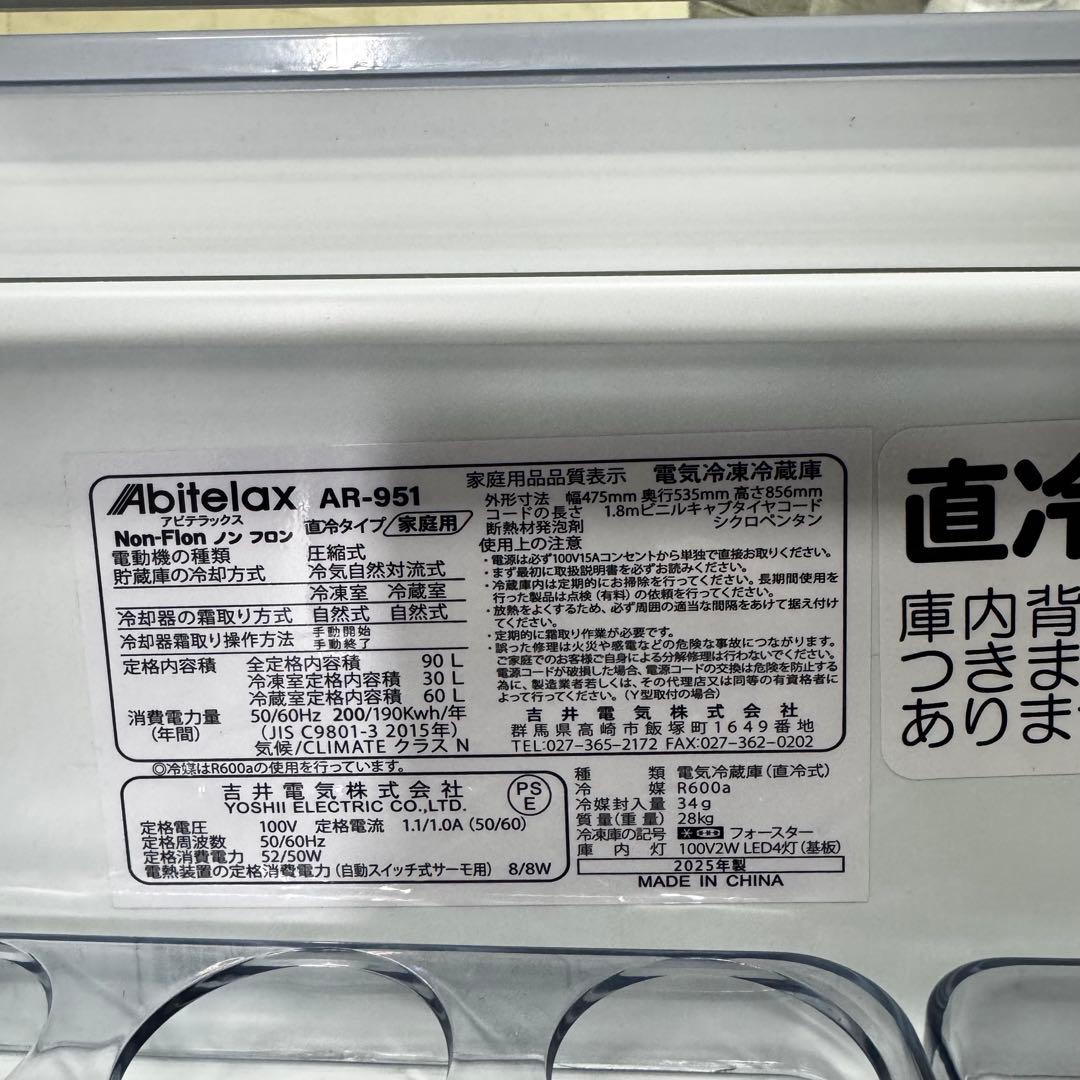 Abitelax AR-951
アビテラックス
Non-Flon ノンフロン 直冷タイプ 家庭用
電動機の種類 圧縮式
貯蔵庫の冷却方式 冷気自然対流式
冷凍室 冷蔵室
冷却器の霜取り方式 自然式 自然式
冷却器霜取り操作方法 手動開始
手動終了
定格内容積 全定格内容積 90 L
冷凍室定格内容積 30 L
冷蔵室定格内容積 60 L
消費電力量 50/60Hz 200/190Kwh/年
(年間) (JIS C9801-3 2015年)
気候/CLIMATE クラス N
家庭用品品質表示 電気冷凍冷蔵庫
外形寸法 幅475mm 奥行535mm 高さ856mm
コードの長さ 1.8mビニルキャブタイヤコード
断熱材発泡剤 シクロペンタン
使用上の注意
・電源は必ず100V15Aコンセントから単独で直接お取りください。
・まず最初に取扱説明書を必ずお読みください。
・冷蔵庫内は定期的にお掃除を行ってください。長期間使用を
行った製品は点検(有料)の依頼を行ってください。
・放熱をよくするため、必ず周囲の適当な間隔をあけて据え付け
てください。
・定期的に霜取り作業が必要です。
・誤った修理は火災や感電などの危険な事故につながります。
ご家庭でのお客様ご自身による分解修理は行わないでください。
電源コードが破損した場合、電源コードの交換は危険を防止する
為に、製造業者若しくは、その代理店又は同等の有資格者に
よって行ってください。(Y型取付の場合)
吉井電気株式会社
群馬県高崎市飯塚町1649番地
TEL:027-365-2172 FAX:027-362-0202
◎冷媒はR600aの使用を行っています。
吉井電気株式会社
YOSHII ELECTRIC CO.,LTD.
PS
E
定格電圧 100V 定格電流 1.1/1.0A (50/60)
定格周波数 50/60Hz
定格消費電力 52/50W
電熱装置の定格消費電力(自動スイッチ式サーモ用) 8/8W
種類 電気冷蔵庫(直冷式)
冷媒 R600a
冷媒封入量 34g
質量(重量) 28kg
冷凍庫の記号 フォースター
庫内灯 100V2W LED4灯(基板)
2025年製
MADE IN CHINA
直冷
庫内背
つきま
ありま